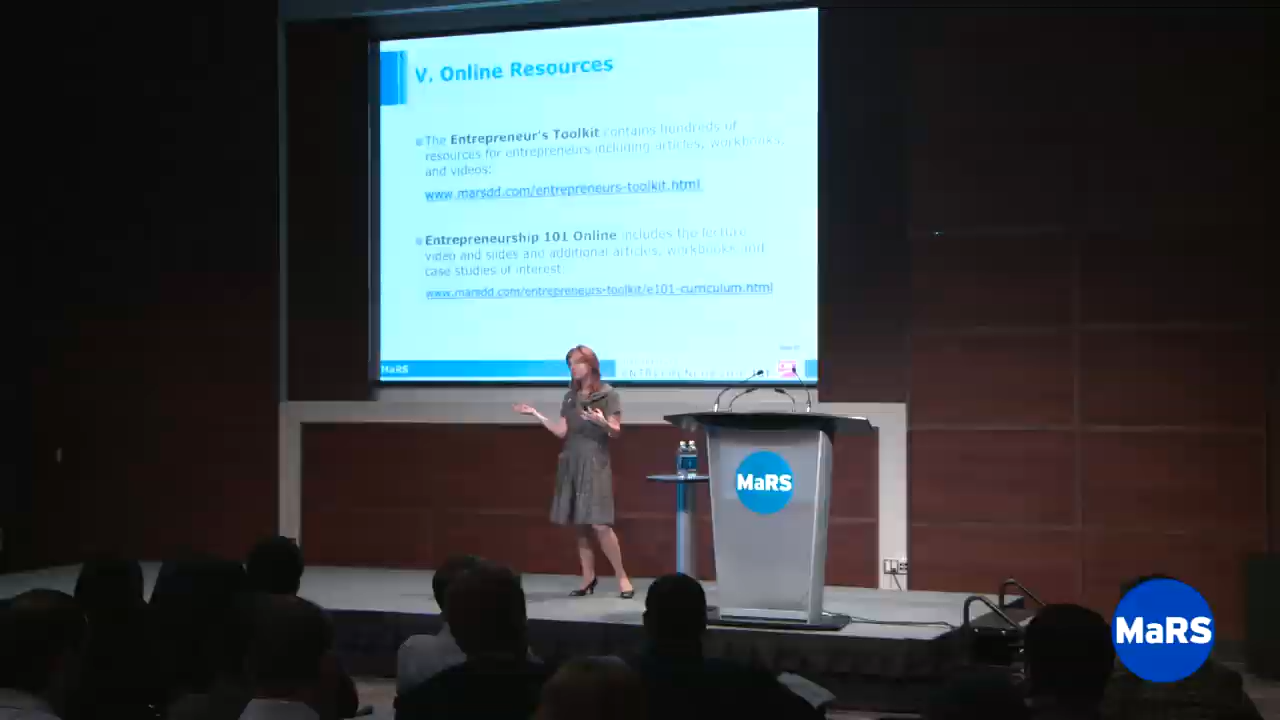 V. Online Resources
The Entrepreneur's Toolkit contains hundreds of
resources for entrepreneurs including articles, workbooks,
and videos:
www.marsdd.com/entrepreneurs-toolkit.html
Entrepreneurship 101 Online includes the lecture
video and slides and additional articles, workbooks and
case studies of interest:
www.marsdd.com/entrepreneurs-toolkit/e101-curriculum.html
MaRS
ENTREPRENEURSHIP 101
MaRS
MaRS